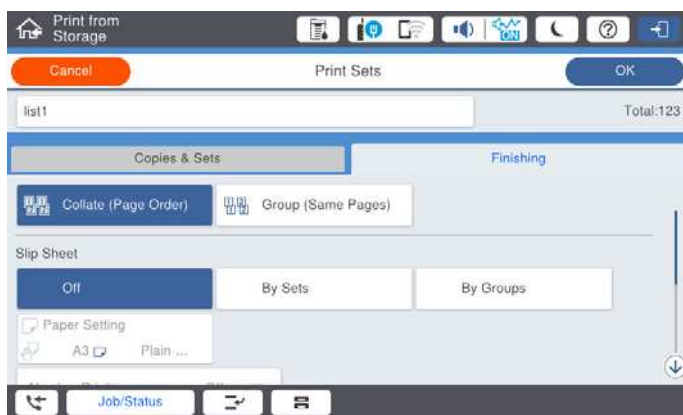 Print from
Storage
ON
Cancel
Print Sets
OK
list1
Total:123
Copies & Sets
Finishing
Collate (Page Order)
Group (Same Pages)
Slip Sheet
Off
By Sets
By Groups
Paper Setting
A3
Plain ...
Job/Status